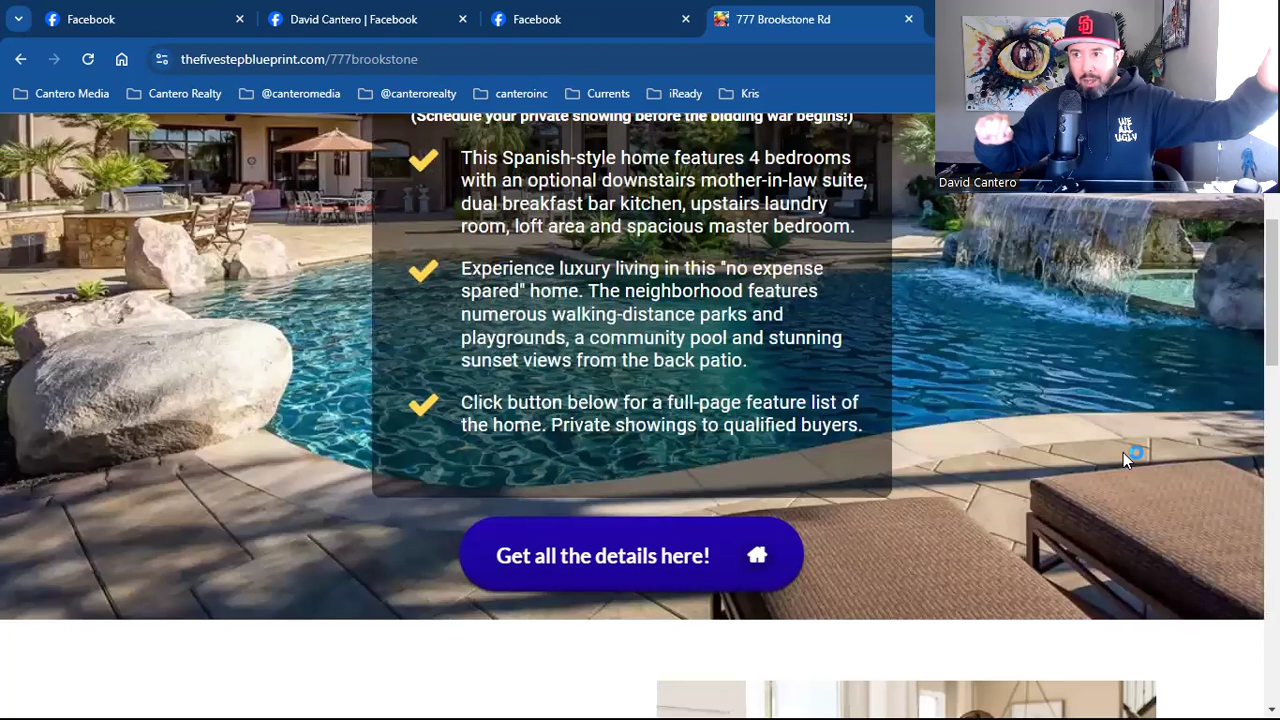 Facebook
David Cantero | Facebook
Facebook
777 Brookstone Rd
thefivestepblueprint.com/777brookstone
Cantero Media
Cantero Realty
@canteromedia
@canterorealty
canteroinc
Currents
iReady
Kris
WE
ALL
UGLY
David Cantero
(Schedule your private showing before the bidding war begins!)
This Spanish-style home features 4 bedrooms
with an optional downstairs mother-in-law suite,
dual breakfast bar kitchen, upstairs laundry
room, loft area and spacious master bedroom.
Experience luxury living in this "no expense
spared" home. The neighborhood features
numerous walking-distance parks and
playgrounds, a community pool and stunning
sunset views from the back patio.
Click button below for a full-page feature list of
the home. Private showings to qualified buyers.
Get all the details here!